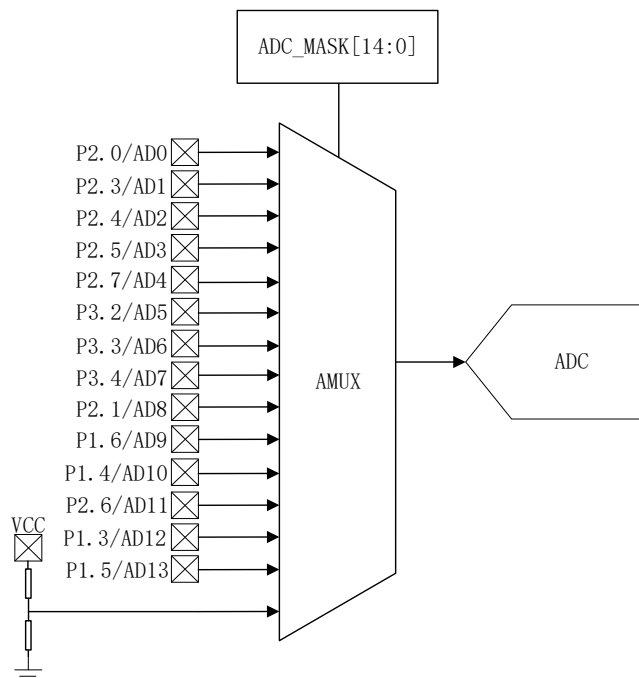 ADC_MASK[14:0]
P2.0/AD0
P2.3/AD1
P2.4/AD2
P2.5/AD3
P2.7/AD4
P3.2/AD5
P3.3/AD6
P3.4/AD7
P2.1/AD8
P1.6/AD9
P1.4/AD10
P2.6/AD11
P1.3/AD12
P1.5/AD13
VCC
AMUX
ADC